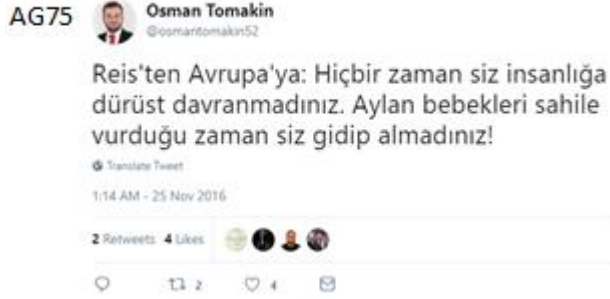 AG75
Osman Tomakin
@osmantomakin52
Reis'ten Avrupa'ya: Hiçbir zaman siz insanlığa
dürüst davranmadınız. Aylan bebekleri sahile
vurduğu zaman siz gidip almadınız!
Translate Tweet
1:14 AM - 25 Nov 2016
2 Retweets 4 Likes
2 4